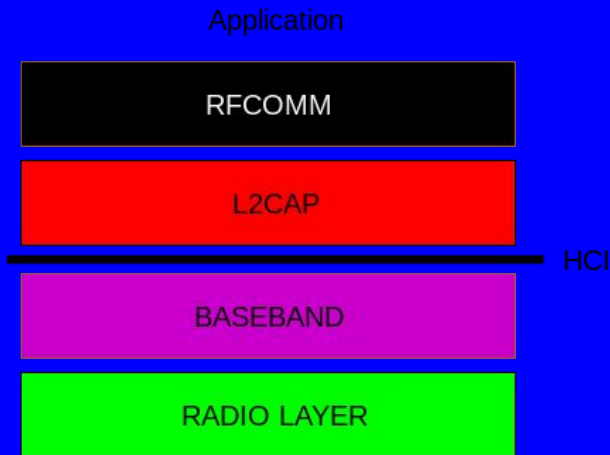 Application
RFCOMM
L2CAP
HCI
BASEBAND
RADIO LAYER